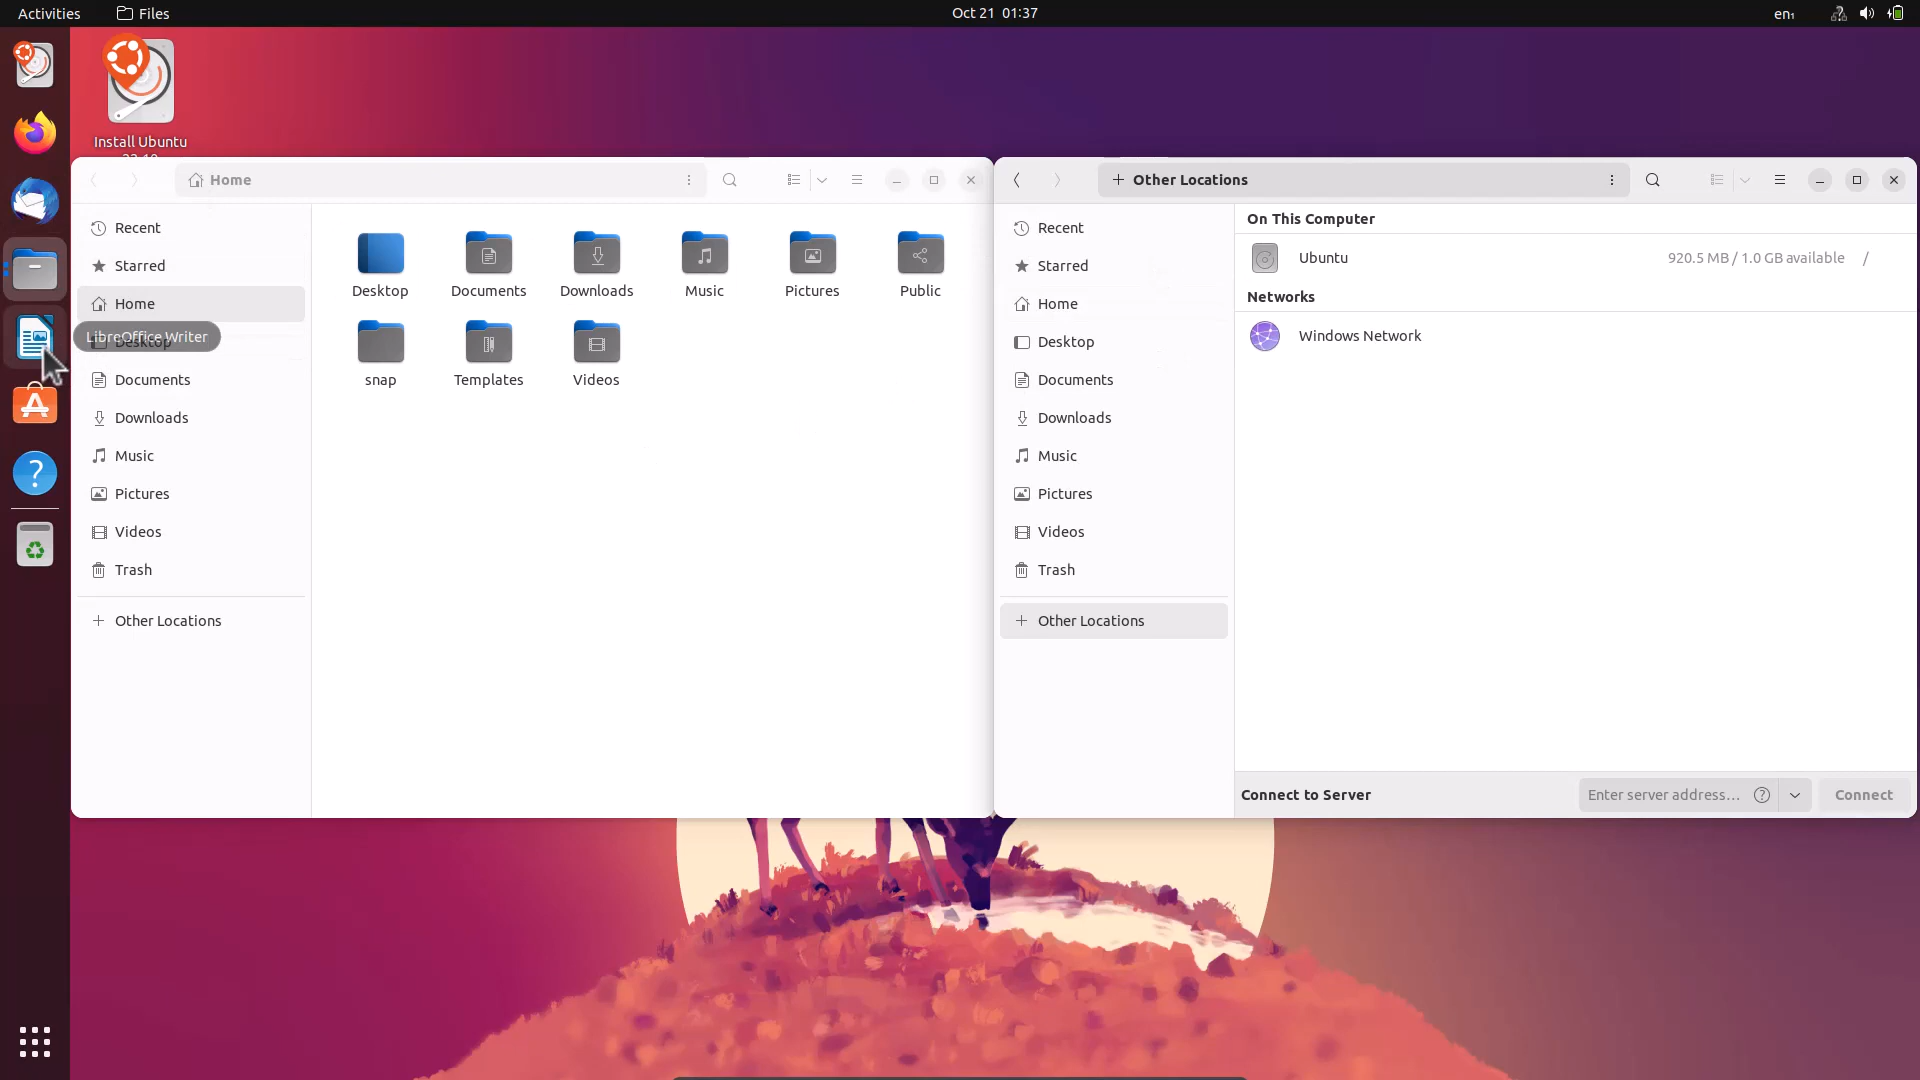 Activities
Files
Oct 21 01:37
en₁
Install Ubuntu
Home
Recent
Starred
Home
LibreOffice Writer
Desktop
Documents
Downloads
Music
Pictures
Videos
Trash
Other Locations
Desktop
Documents
Downloads
Music
Pictures
Public
snap
Templates
Videos
Other Locations
Recent
Starred
Home
Desktop
Documents
Downloads
Music
Pictures
Videos
Trash
Other Locations
On This Computer
Ubuntu
920.5 MB / 1.0 GB available /
Networks
Windows Network
Connect to Server
Enter server address…
Connect